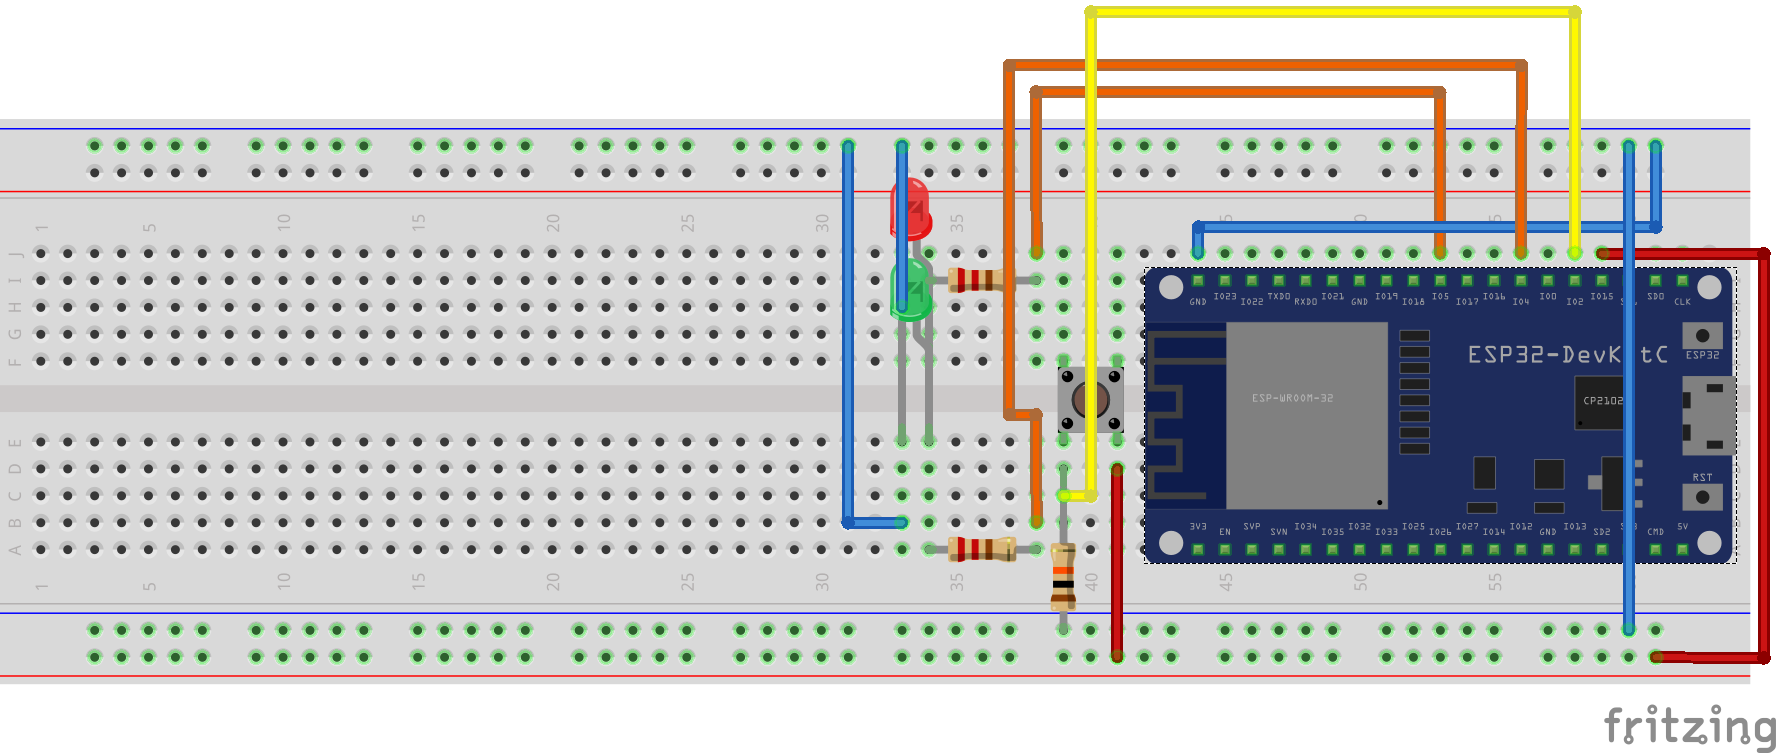 1 5 10 15 20 25 30 35 50
J
I
H
G
F
E
D
C
B
A
GND IO23 IO22 TXD0 RXD0 IO21 GND IO19 IO18 IO5 IO17 IO16 IO4 IO0 IO2 IO15 SD0 CLK
ESP32-DevKitC
ESP32
ESP-WROOM-32
CP2102
RST
3V3 EN SVP SVN IO34 IO35 IO32 IO33 IO25 IO26 IO27 IO14 IO12 GND IO13 SD2 CMD 5V
1 5 10 15 20 25 30 35 40 45 50 55
fritzing